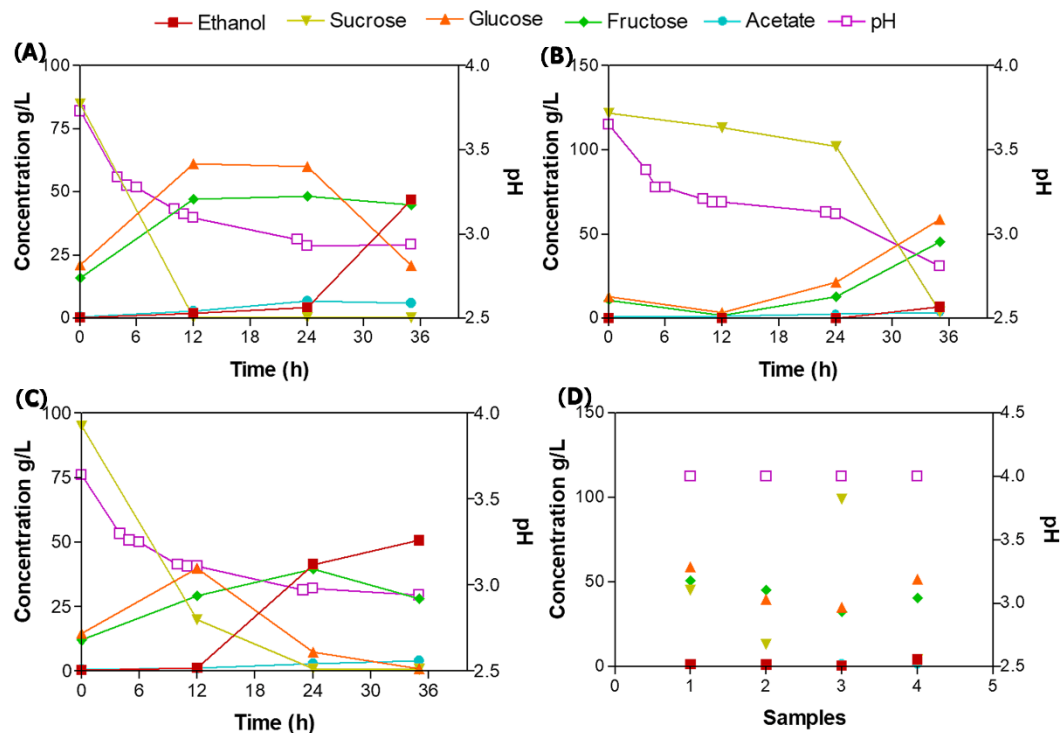 Ethanol Sucrose Glucose Fructose Acetate pH
(A)
100
75
50
25
0
Concentration g/L
4.0
3.5
3.0
2.5
pH
0 6 12 18 24 30 36
Time (h)
(B)
150
100
50
0
Concentration g/L
4.0
3.5
3.0
2.5
pH
0 6 12 18 24 30 36
Time (h)
(C)
100
75
50
25
0
Concentration g/L
4.0
3.5
3.0
2.5
pH
0 6 12 18 24 30 36
Time (h)
(D)
150
100
50
0
Concentration g/L
4.5
4.0
3.5
3.0
2.5
pH
0 1 2 3 4 5
Samples